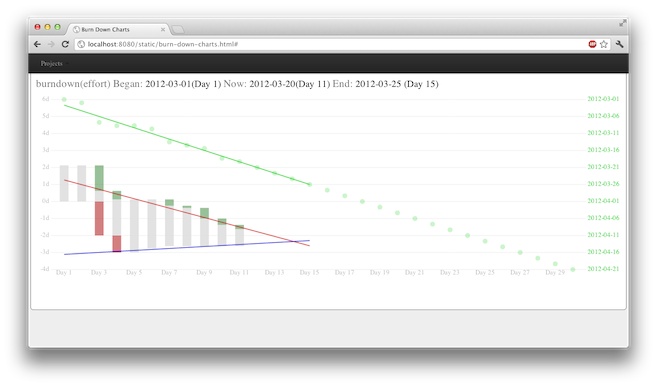 Burn Down Charts
localhost:8080/static/burn-down-charts.html#
Projects
burndown(effort) Began: 2012-03-01(Day 1) Now: 2012-03-20(Day 11) End: 2012-03-25 (Day 15)
6d 2012-03-01
5d 2012-03-06
4d 2012-03-11
3d 2012-03-16
2d 2012-03-21
1d 2012-03-26
0d 2012-04-01
-1d 2012-04-06
-2d 2012-04-11
-3d 2012-04-16
-4d 2012-04-21
Day 1 Day 3 Day 5 Day 7 Day 9 Day 11 Day 13 Day 15 Day 17 Day 19 Day 21 Day 23 Day 25 Day 27 Day 29